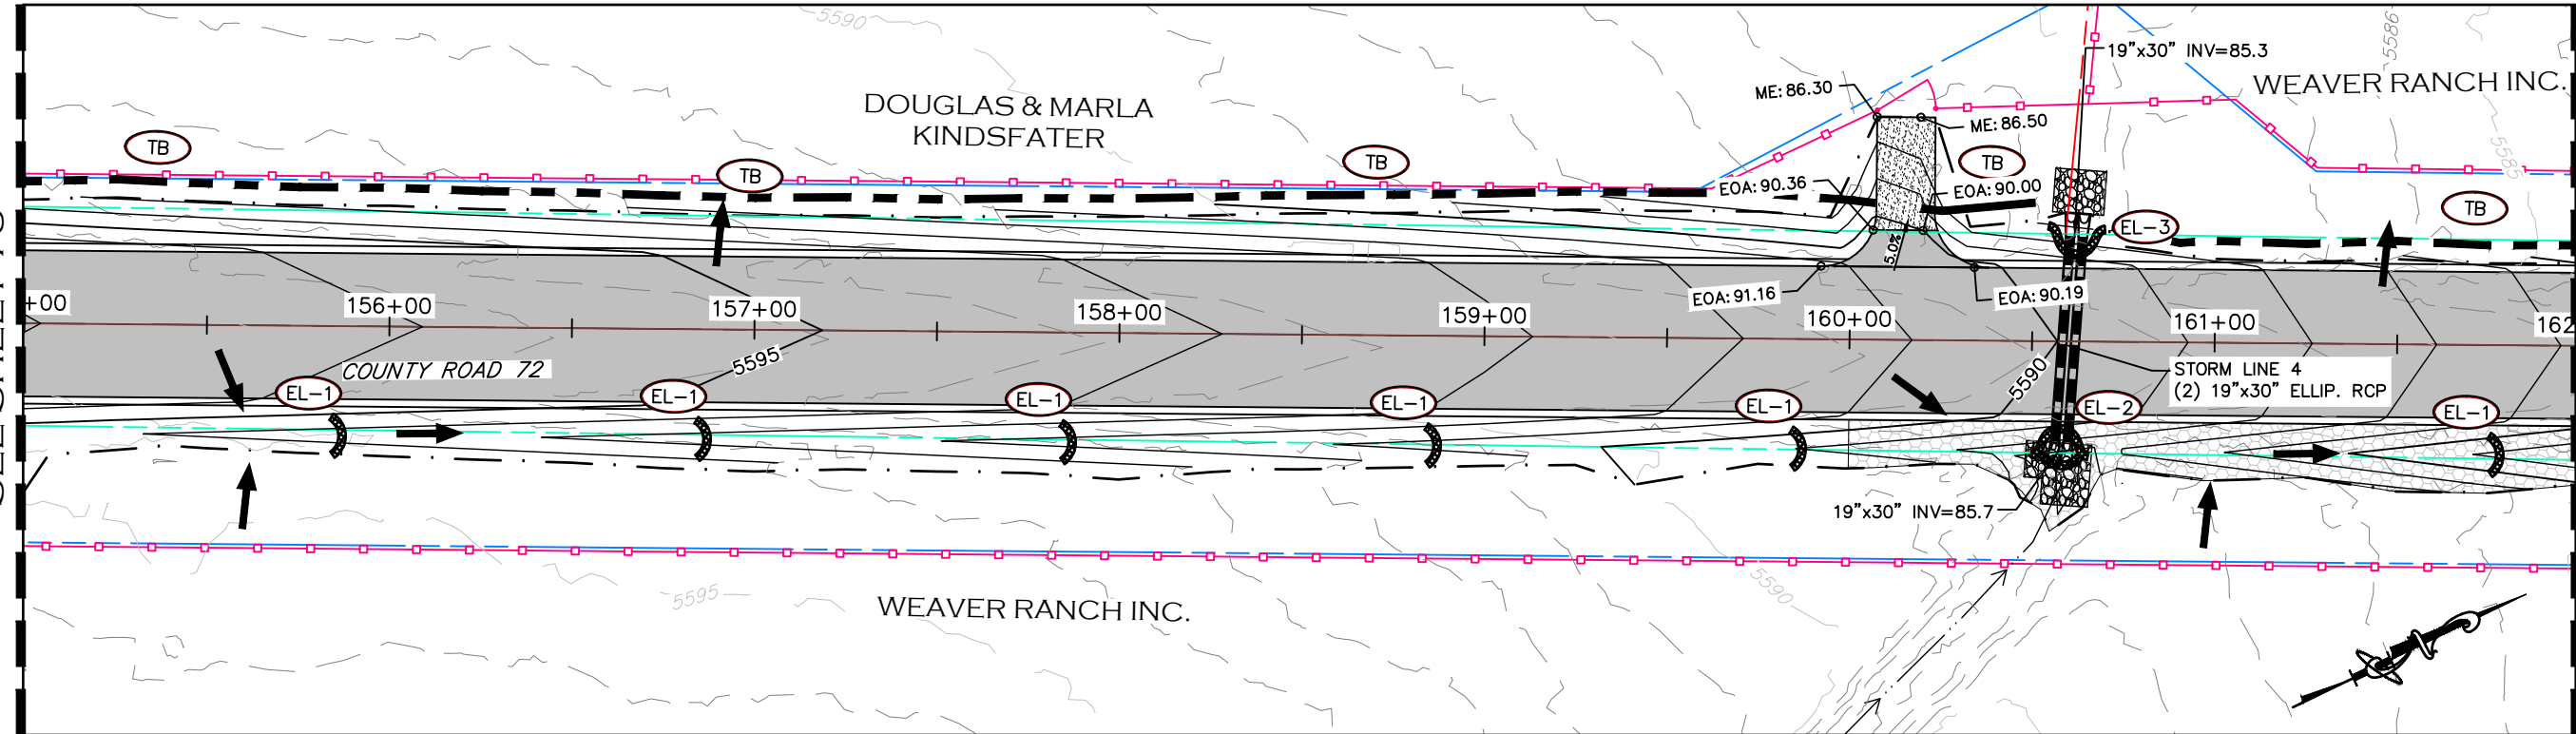 5590
5586
19"x30" INV=85.3
WEAVER RANCH INC.
ME: 86.30
DOUGLAS & MARLA
KINDSFATER
ME: 86.50
TB
TB
TB
TB
TB
5585
EOA: 90.36
EOA: 90.00
EL-3
5.0%
EOA: 91.16
EOA: 90.19
+00
156+00
157+00
158+00
159+00
160+00
161+00
162
COUNTY ROAD 72
5595
5590
STORM LINE 4
(2) 19"x30" ELLIP. RCP
EL-1
EL-1
EL-1
EL-1
EL-1
EL-2
EL-1
19"x30" INV=85.7
5595
5590
WEAVER RANCH INC.